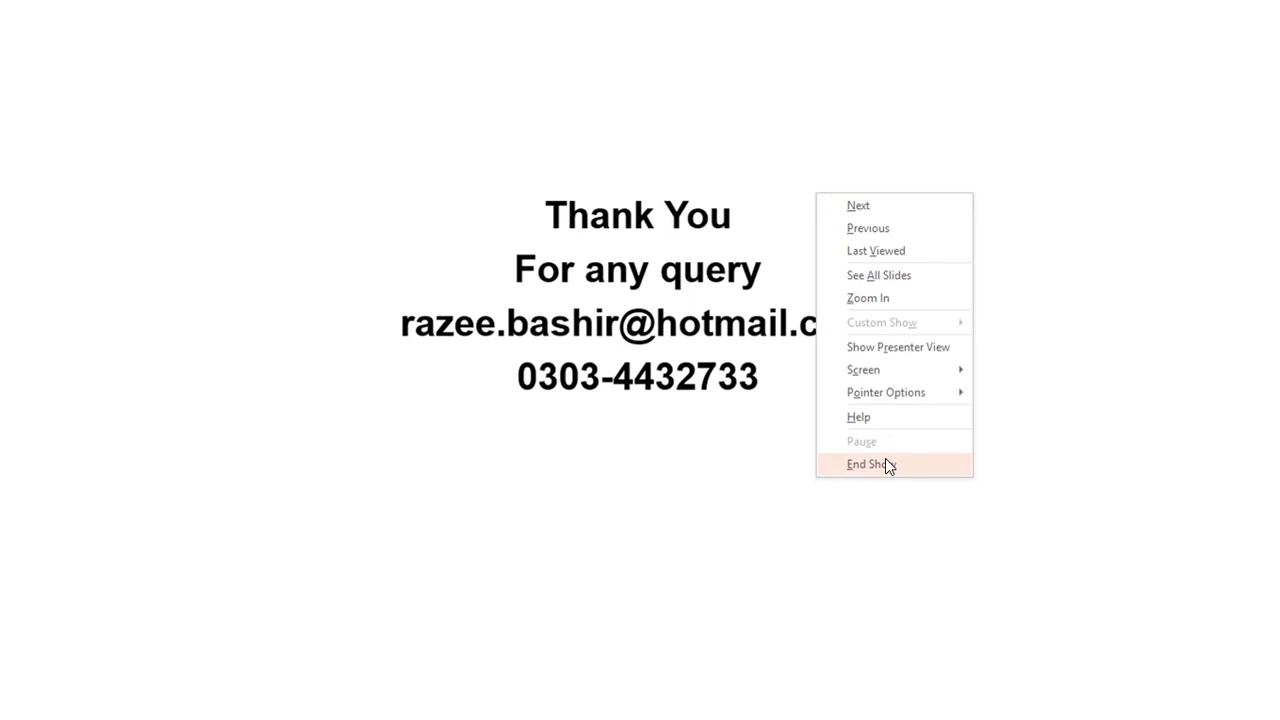 Thank You
For any query
razee.bashir@hotmail.c
0303-4432733
Next
Previous
Last Viewed
See All Slides
Zoom In
Custom Show
Show Presenter View
Screen
Pointer Options
Help
Pause
End Show